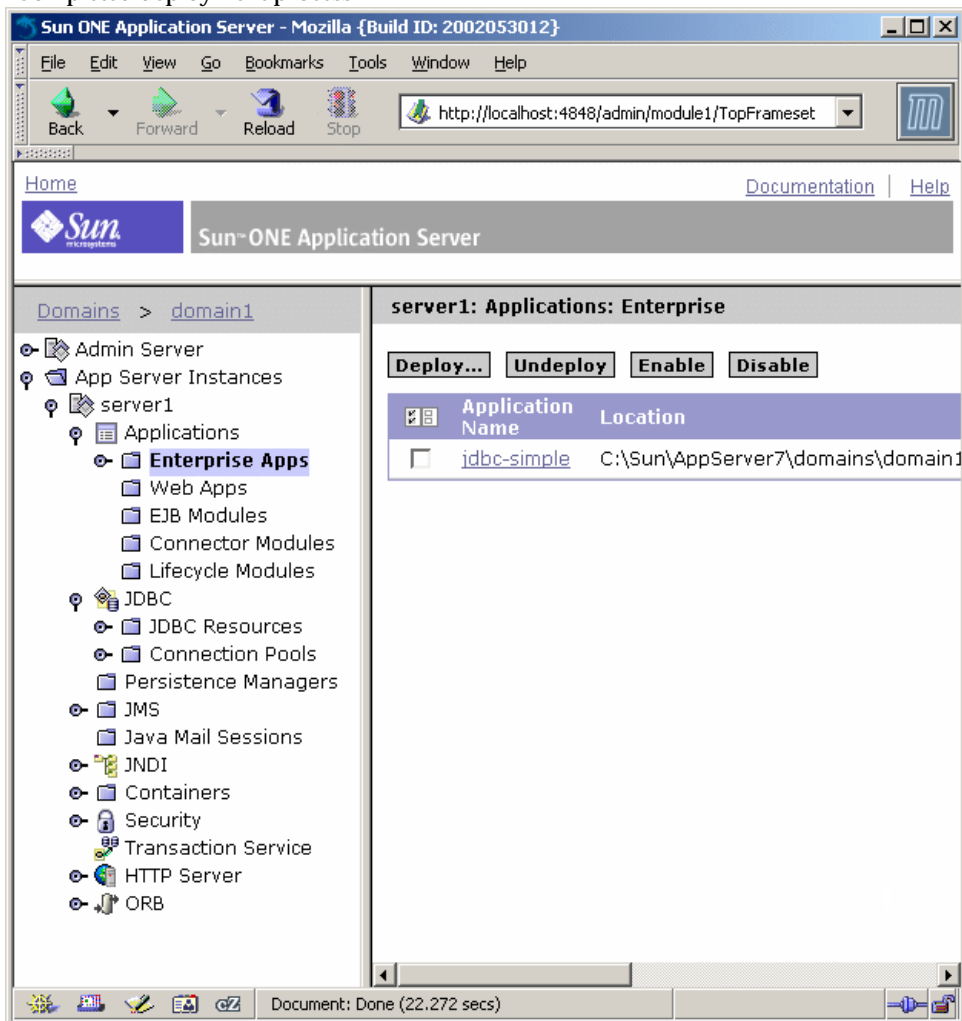 Sun ONE Application Server - Mozilla {Build ID: 2002053012}
File Edit View Go Bookmarks Tools Window Help
Back Forward Reload Stop http://localhost:4848/admin/module1/TopFrameset
Home Documentation | Help
Sun microsystems Sun™ ONE Application Server
Domains > domain1
Admin Server
App Server Instances
server1
Applications
Enterprise Apps
Web Apps
EJB Modules
Connector Modules
Lifecycle Modules
JDBC
JDBC Resources
Connection Pools
Persistence Managers
JMS
Java Mail Sessions
JNDI
Containers
Security
Transaction Service
HTTP Server
ORB
server1: Applications: Enterprise
Deploy... Undeploy Enable Disable
Application Name Location
jdbc-simple C:\Sun\AppServer7\domains\domain1
Document: Done (22.272 secs)